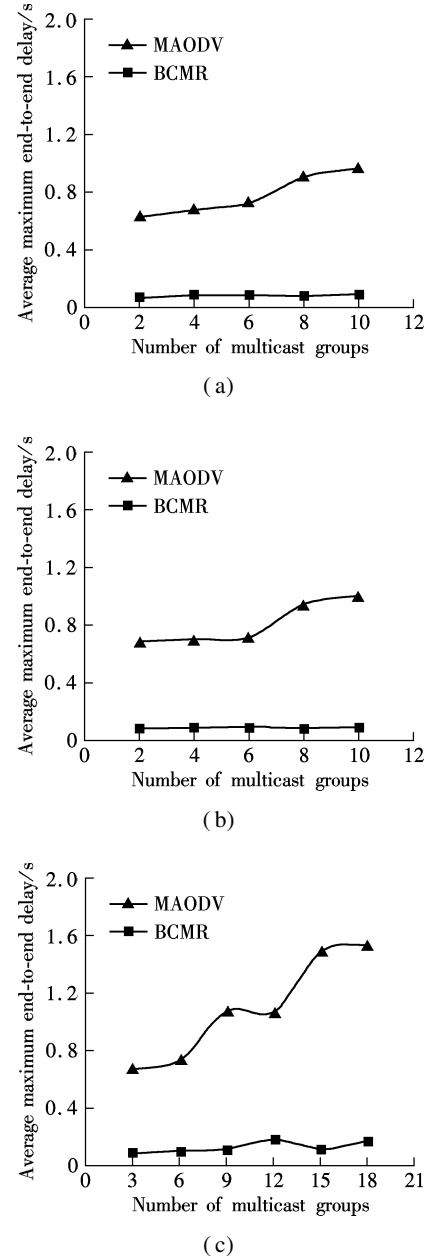 Average maximum end-to-end delay/s
2.0
MAODV
1.6
BCMR
1.2
0.8
0.4
0
0 2 4 6 8 10 12
Number of multicast groups
(a)
Average maximum end-to-end delay/s
2.0
MAODV
1.6
BCMR
1.2
0.8
0.4
0
0 2 4 6 8 10 12
Number of multicast groups
(b)
Average maximum end-to-end delay/s
2.0
MAODV
1.6
BCMR
1.2
0.8
0.4
0
0 3 6 9 12 15 18 21
Number of multicast groups
(c)